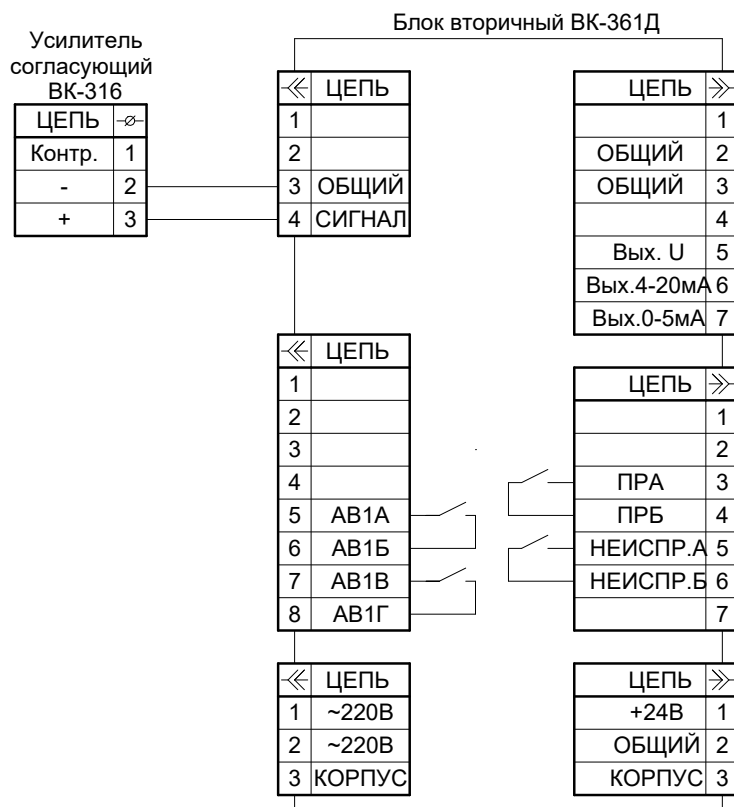 Блок вторичный ВК-361Д
Усилитель
согласующий
ВК-316
ЦЕПЬ
Контр. 1
- 2
+ 3
ЦЕПЬ
1
2
3 ОБЩИЙ
4 СИГНАЛ
ЦЕПЬ
1
ОБЩИЙ 2
ОБЩИЙ 3
4
Вых. U 5
Вых.4-20мА 6
Вых.0-5мА 7
ЦЕПЬ
1
2
3
4
5 АВ1А
6 АВ1Б
7 АВ1В
8 АВ1Г
ЦЕПЬ
1
2
ПРА 3
ПРБ 4
НЕИСПР.А 5
НЕИСПР.Б 6
7
ЦЕПЬ
1 ~220В
2 ~220В
3 КОРПУС
ЦЕПЬ
+24В 1
ОБЩИЙ 2
КОРПУС 3